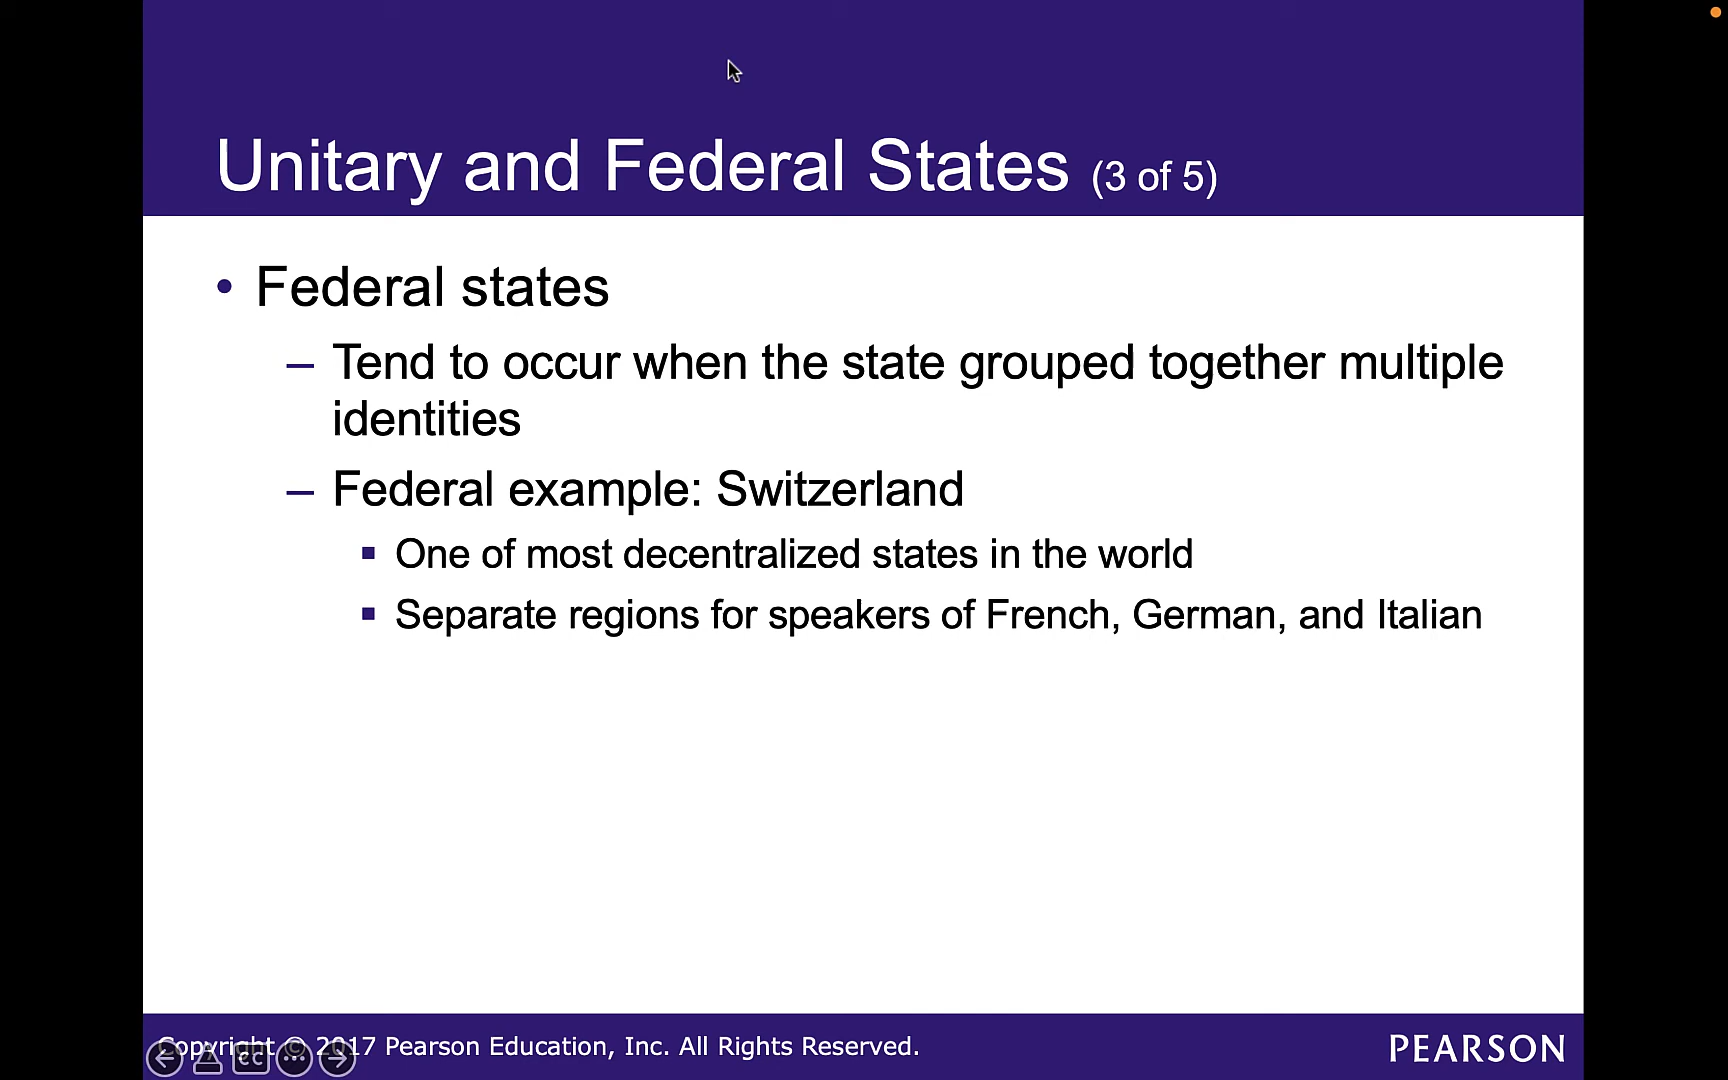 Unitary and Federal States (3 of 5)
• Federal states
– Tend to occur when the state grouped together multiple
identities
– Federal example: Switzerland
▪ One of most decentralized states in the world
▪ Separate regions for speakers of French, German, and Italian
Copyright © 2017 Pearson Education, Inc. All Rights Reserved.
CC
PEARSON